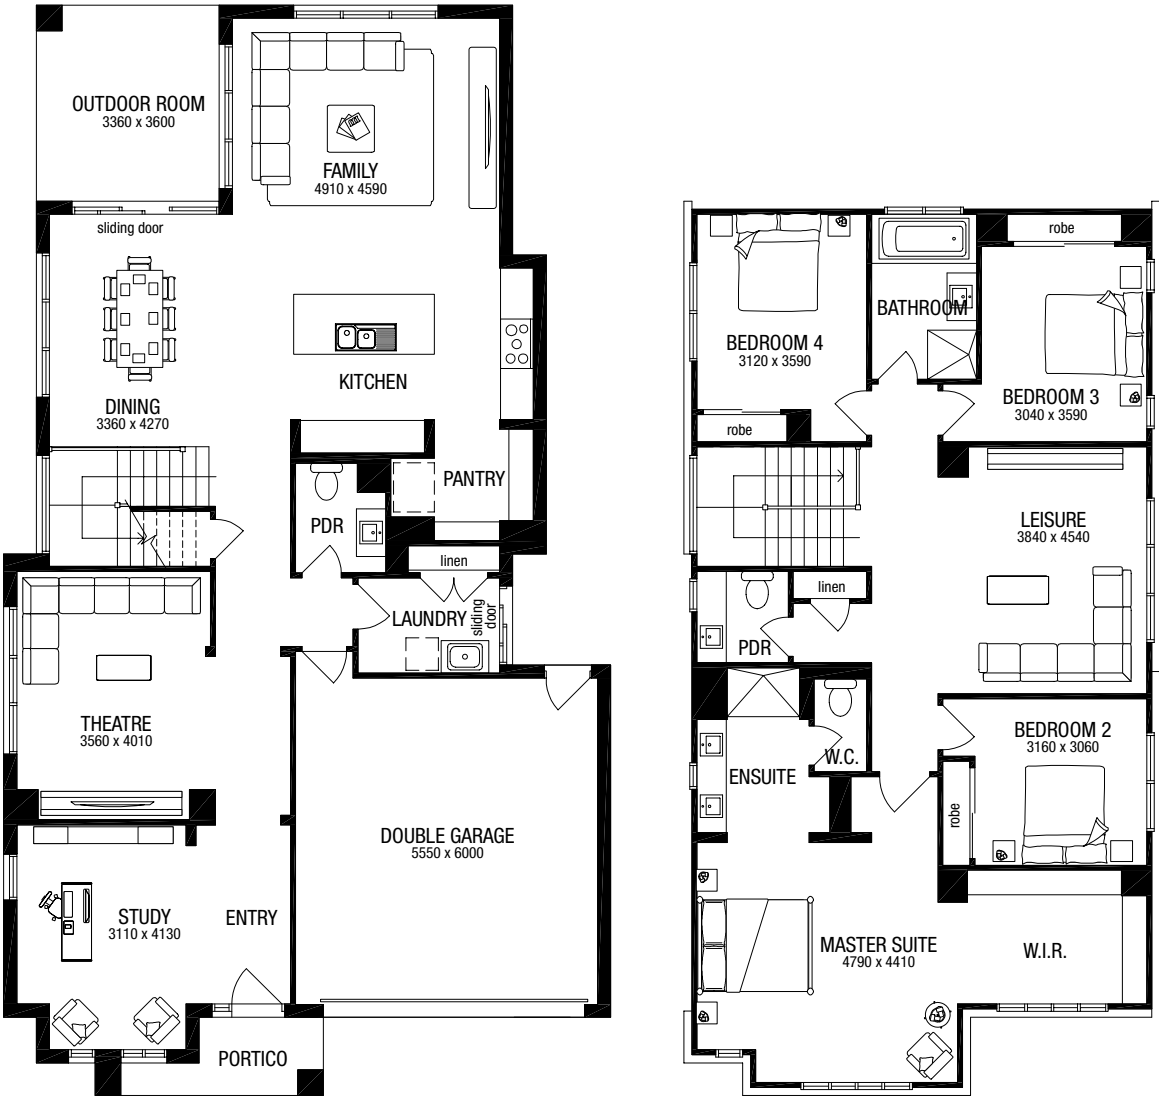 OUTDOOR ROOM
3360 x 3600
FAMILY
4910 x 4590
sliding door
DINING
3360 x 4270
KITCHEN
PANTRY
PDR
linen
LAUNDRY
sliding
door
THEATRE
3560 x 4010
DOUBLE GARAGE
5550 x 6000
STUDY
3110 x 4130
ENTRY
PORTICO
robe
BATHROOM
BEDROOM 4
3120 x 3590
BEDROOM 3
3040 x 3590
robe
LEISURE
3840 x 4540
linen
PDR
BEDROOM 2
3160 x 3060
W.C.
ENSUITE
robe
MASTER SUITE
4790 x 4410
W.I.R.